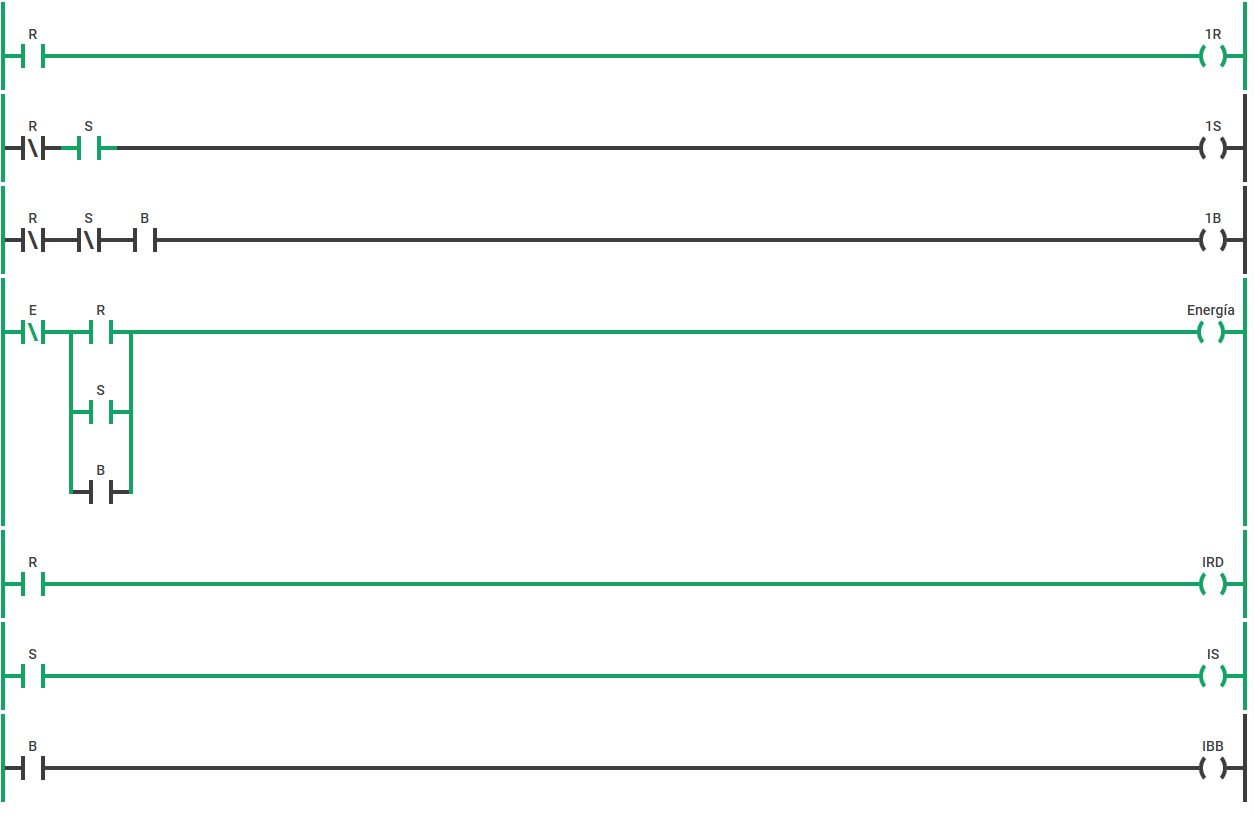 R 1R
R S 1S
R S B 1B
E R Energía
S
B
R IRD
S IS
B IBB